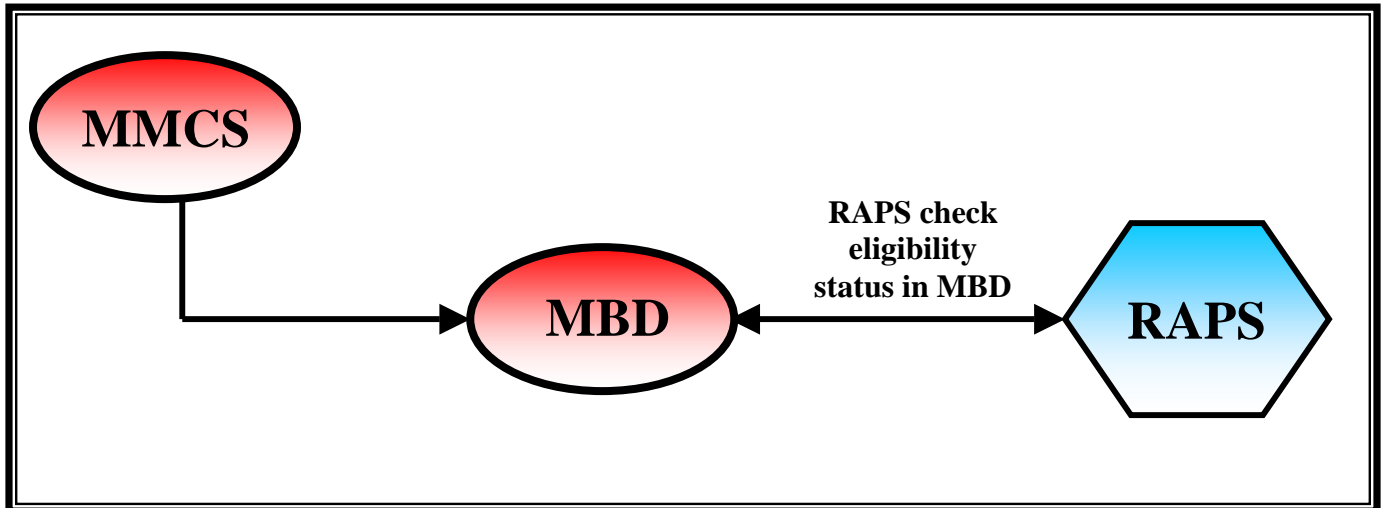 MMCS
RAPS check
eligibility
status in MBD
MBD
RAPS